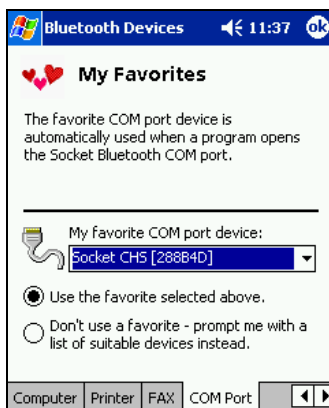 Bluetooth Devices 11:37 ok
My Favorites
The favorite COM port device is
automatically used when a program opens
the Socket Bluetooth COM port.
My favorite COM port device:
Socket CHS [288B4D]
Use the favorite selected above.
Don't use a favorite - prompt me with a
list of suitable devices instead.
Computer Printer FAX COM Port